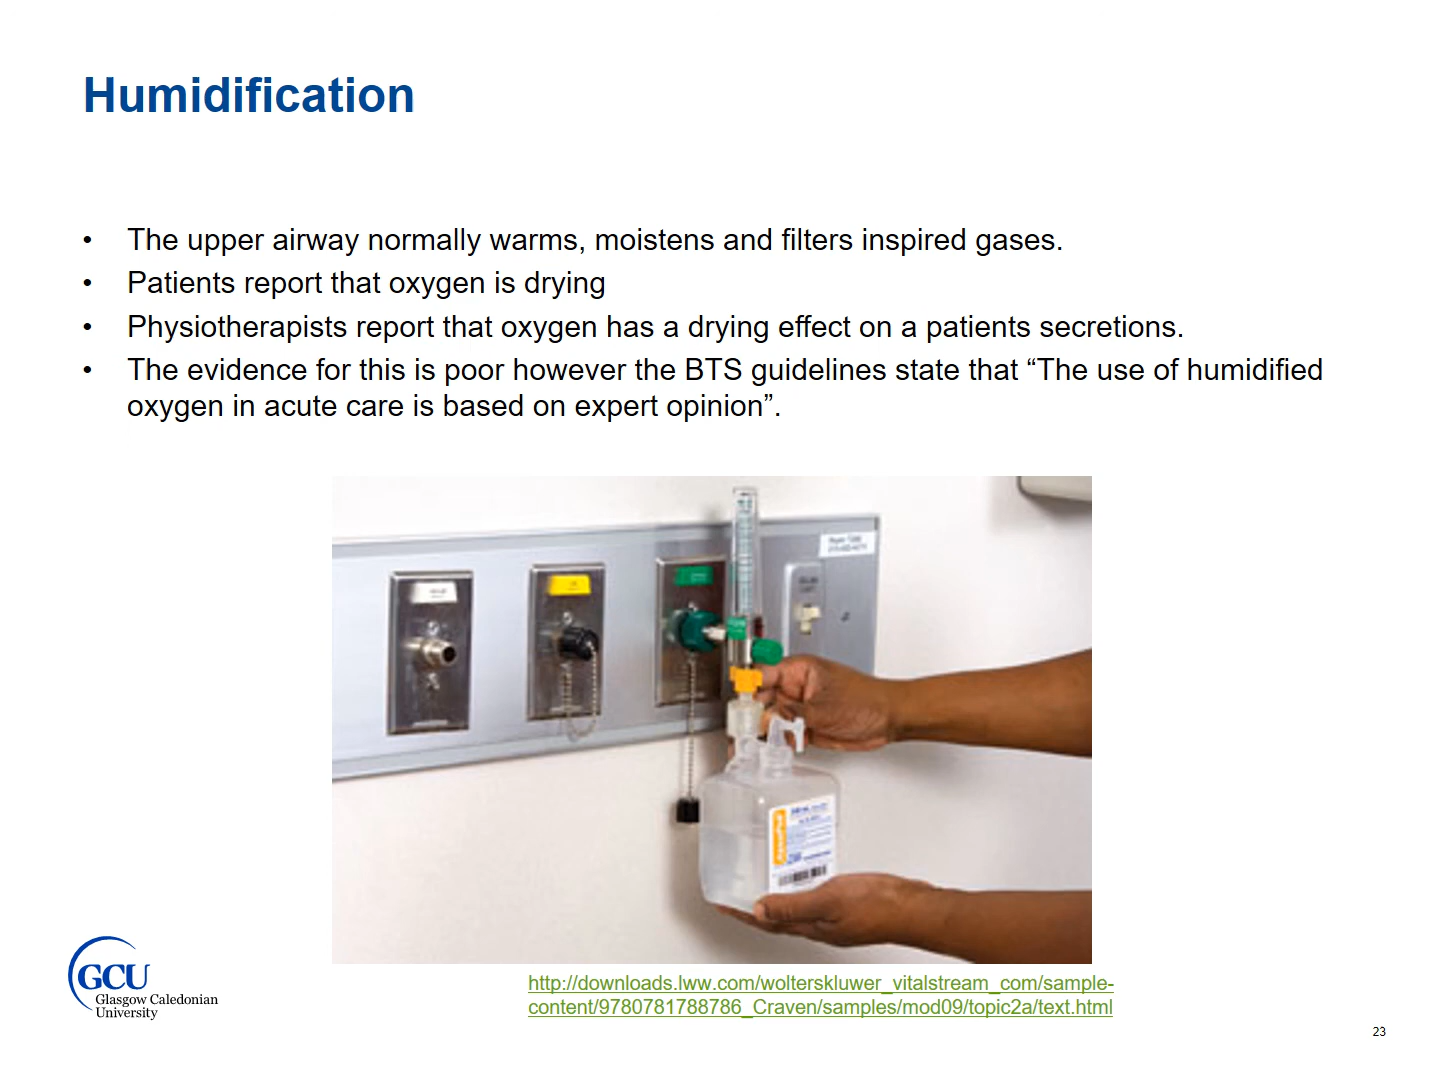 Humidification
• The upper airway normally warms, moistens and filters inspired gases.
• Patients report that oxygen is drying
• Physiotherapists report that oxygen has a drying effect on a patients secretions.
• The evidence for this is poor however the BTS guidelines state that “The use of humidified
oxygen in acute care is based on expert opinion”.
GCU
Glasgow Caledonian
University
http://downloads.lww.com/wolterskluwer_vitalstream_com/sample-
content/9780781788786_Craven/samples/mod09/topic2a/text.html
23